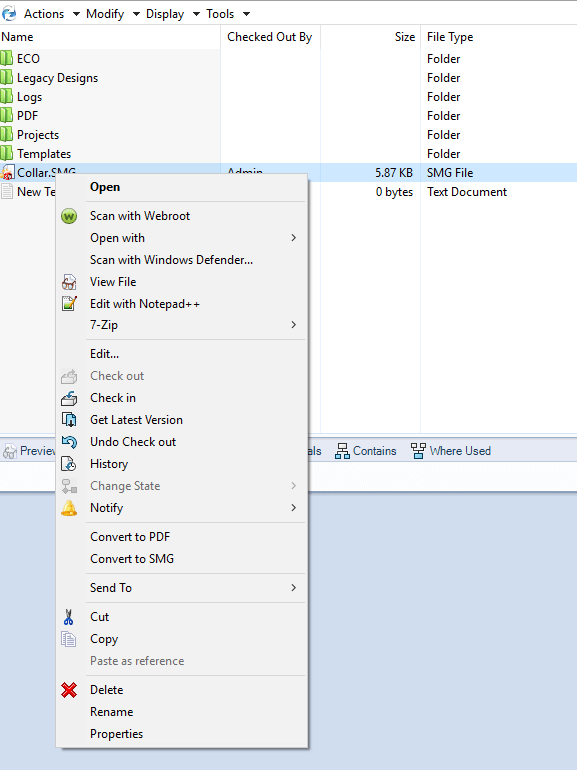 Actions Modify Display Tools
Name Checked Out By Size File Type
ECO Folder
Legacy Designs Folder
Logs Folder
PDF Folder
Projects Folder
Templates Folder
Collar.SMG Admin 5.87 KB SMG File
New Te 0 bytes Text Document
Open
Scan with Webroot
Open with
Scan with Windows Defender...
View File
Edit with Notepad++
7-Zip
Edit...
Check out
Check in
Get Latest Version
Undo Check out
History
Change State
Notify
Convert to PDF
Convert to SMG
Send To
Cut
Copy
Paste as reference
Delete
Rename
Properties
Preview Contains Where Used